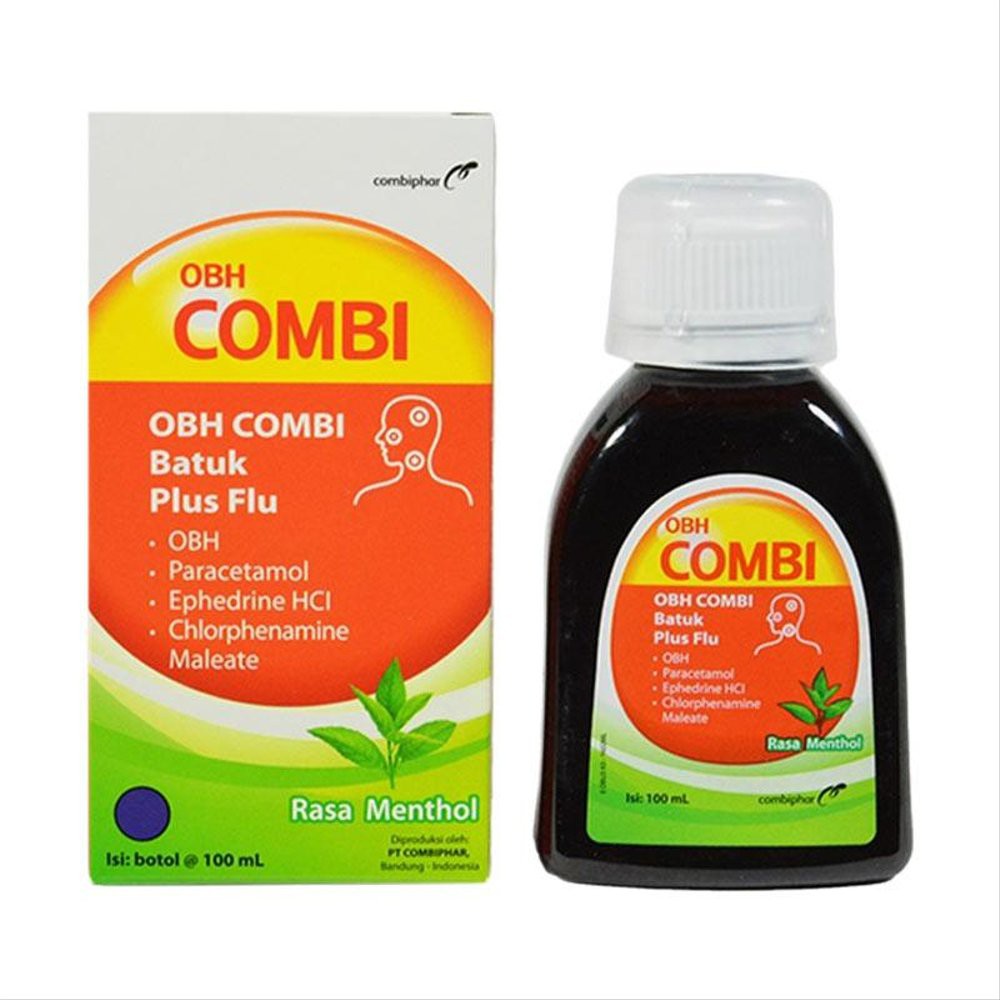 combiphar
OBH
COMBI
OBH COMBI
Batuk
Plus Flu
• OBH
• Paracetamol
• Ephedrine HCl
• Chlorphenamine
Maleate
Rasa Menthol
Diproduksi oleh:
PT COMBIPHAR,
Bandung - Indonesia
Isi: botol @ 100 mL
OBH
COMBI
OBH COMBI
Batuk
Plus Flu
• OBH
• Paracetamol
• Ephedrine HCl
• Chlorphenamine
Maleate
Rasa Menthol
Isi: 100 mL
combiphar